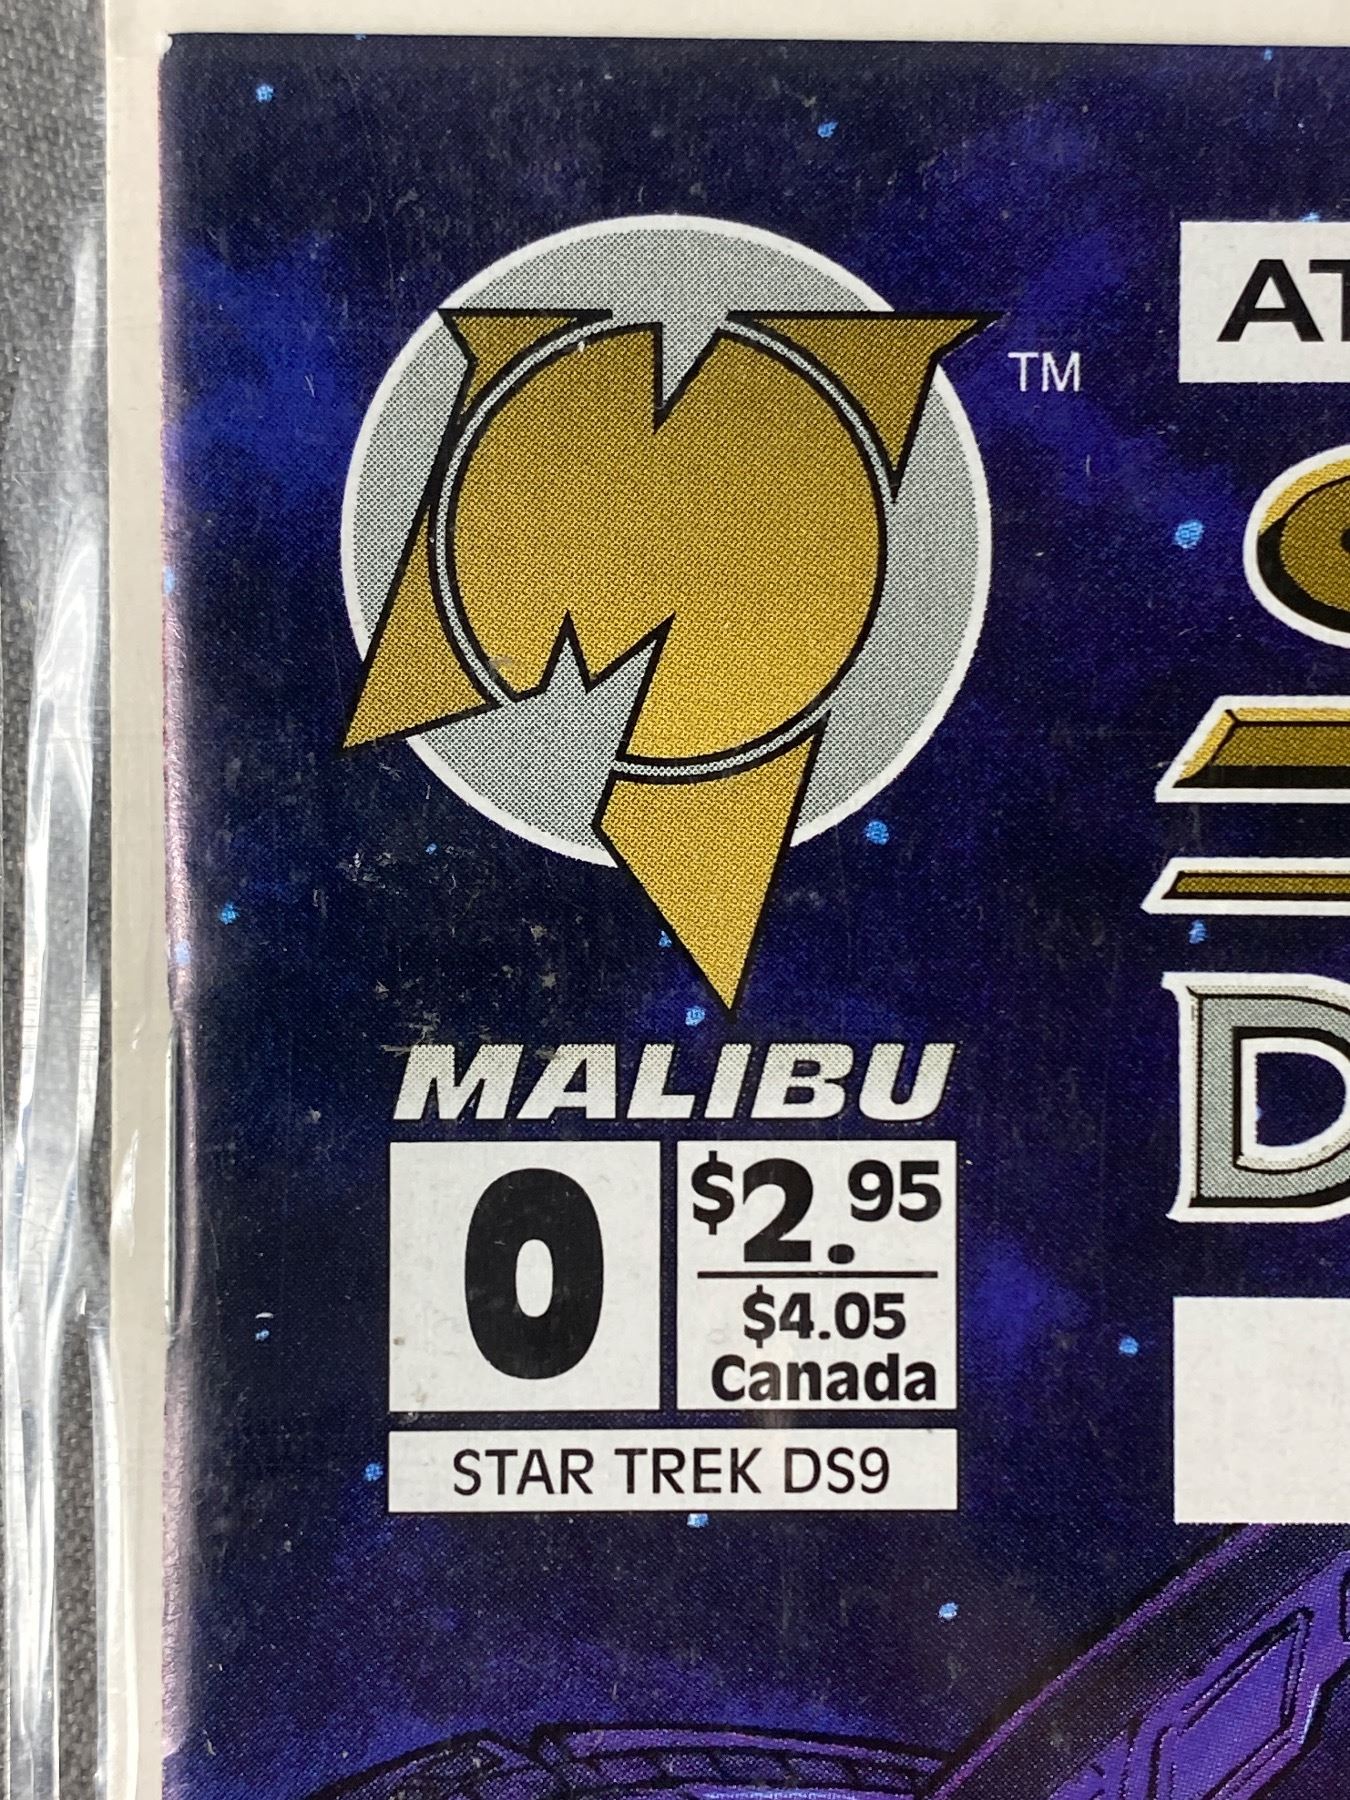 TM
MALIBU
0
$2.95
$4.05
Canada
STAR TREK DS9